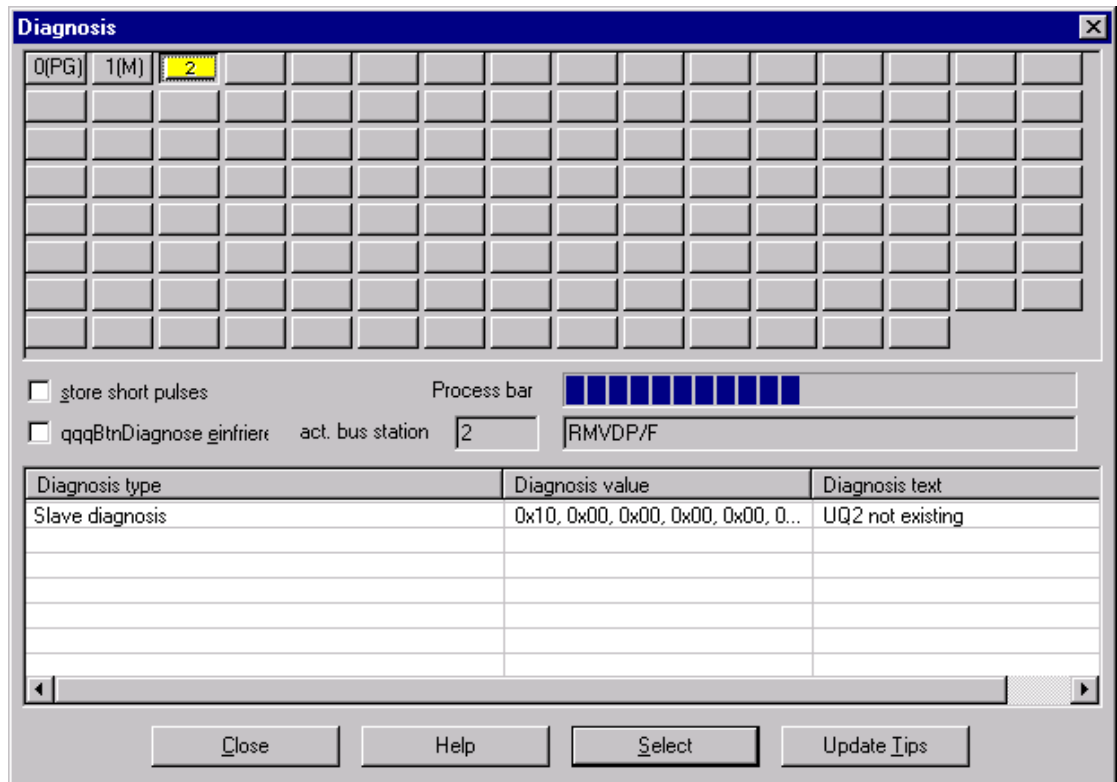 Diagnosis
0(PG) 1(M) 2
store short pulses Process bar
qqqBtnDiagnose einfriere act. bus station 2 RMVDP/F
Diagnosis type Diagnosis value Diagnosis text
Slave diagnosis 0x10, 0x00, 0x00, 0x00, 0x00, 0... UQ2 not existing
Close Help Select Update Tips